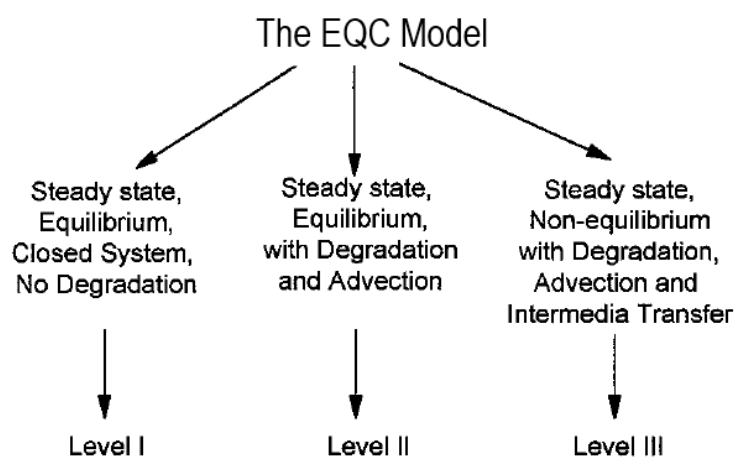 The EQC Model
Steady state,
Equilibrium,
Closed System,
No Degradation
Steady state,
Equilibrium,
with Degradation
and Advection
Steady state,
Non-equilibrium
with Degradation,
Advection and
Intermedia Transfer
Level I
Level II
Level III